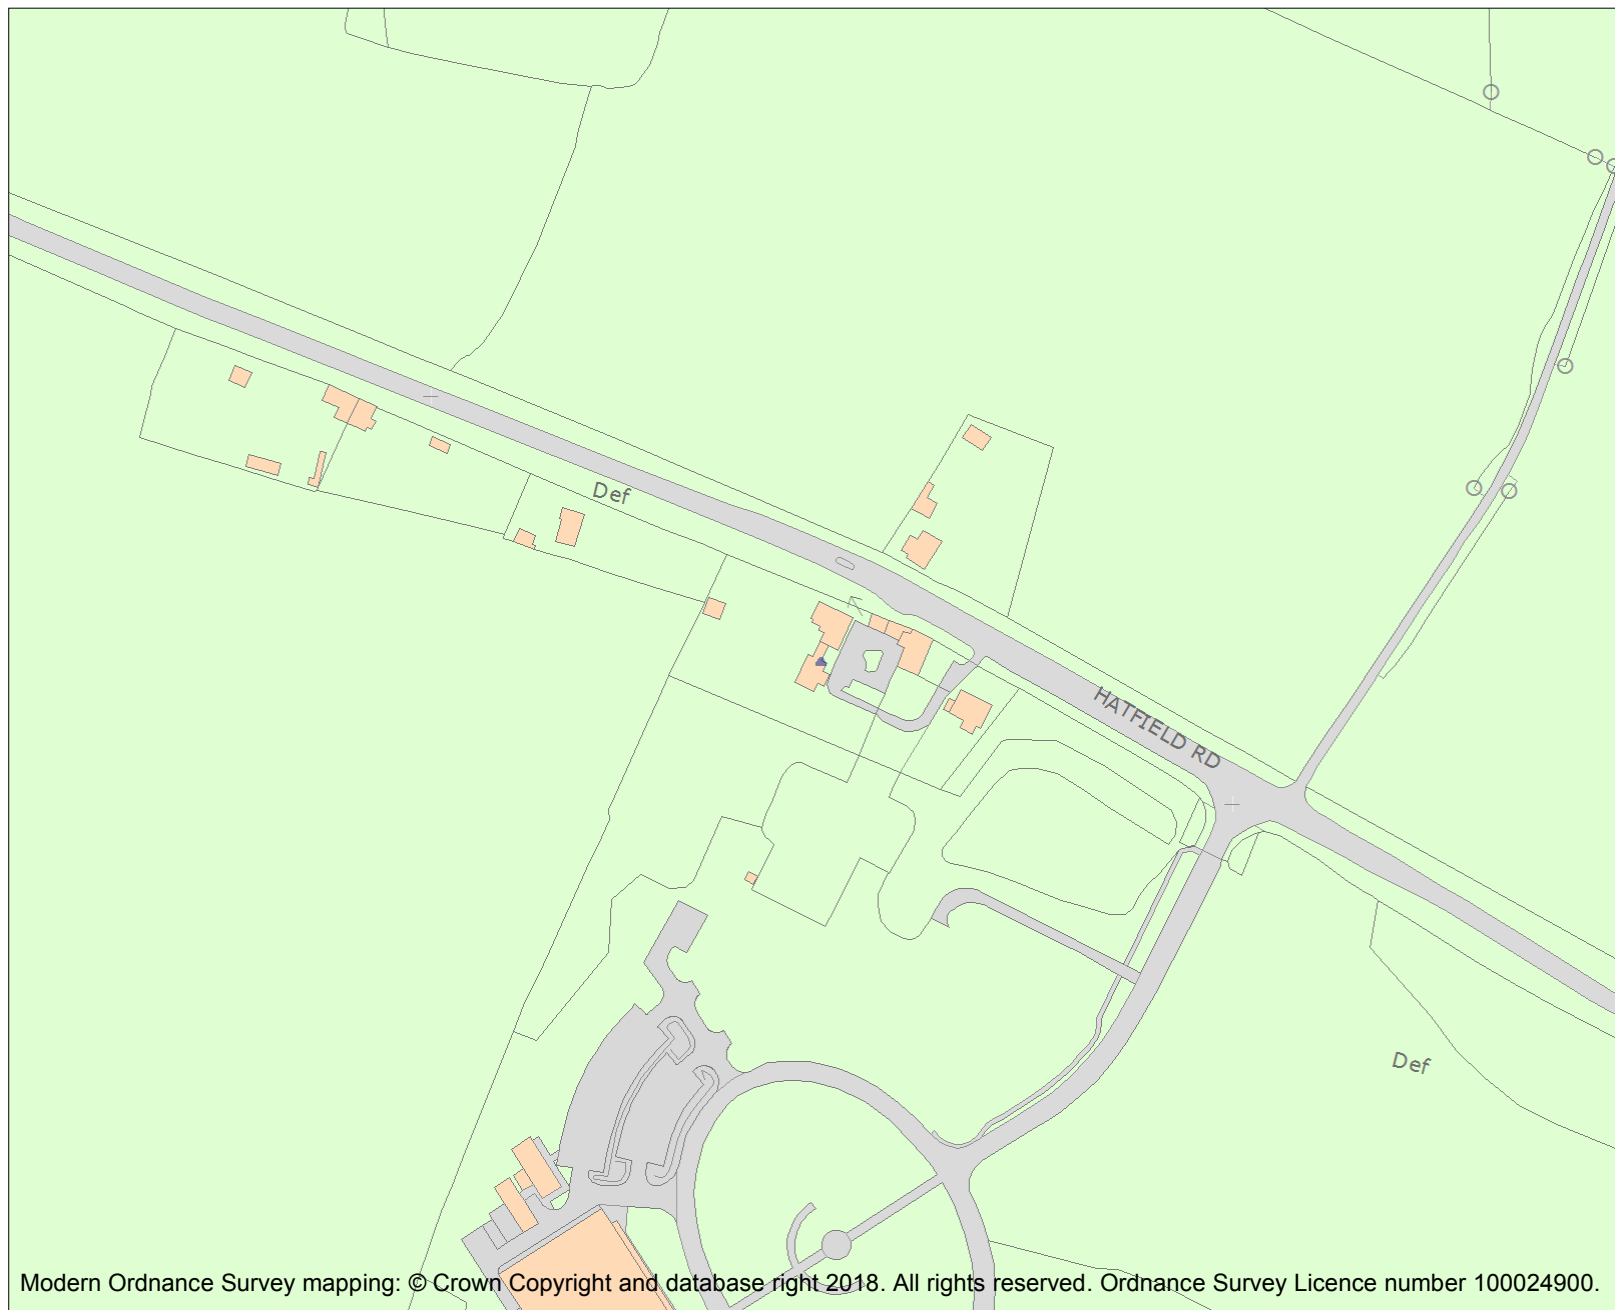 Def
HATFIELD RD
Def
Modern Ordnance Survey mapping: © Crown Copyright and database right 2018. All rights reserved. Ordnance Survey Licence number 100024900.